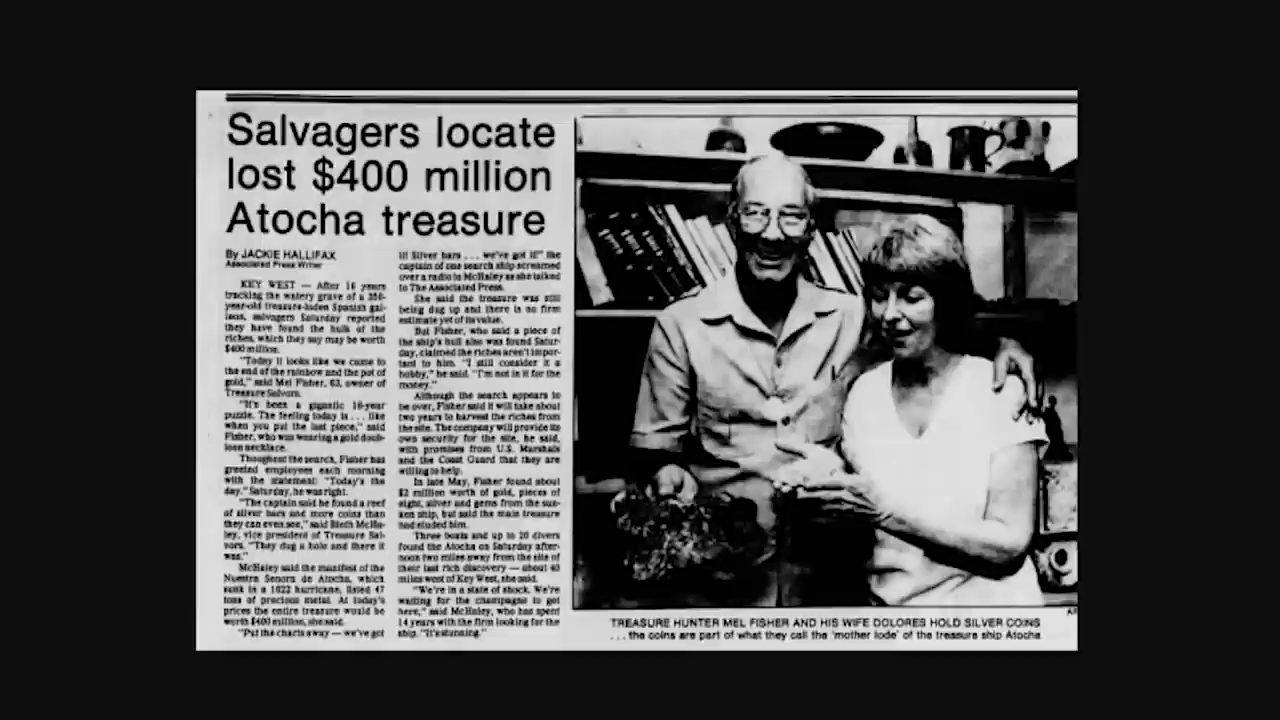 Salvagers locate
lost $400 million
Atocha treasure
By JACKIE HALLIFAX
Associated Press Writer
KEY WEST — After 16 years
tracking the watery grave of a 350-
year-old treasure-laden Spanish gal-
leon, salvagers Saturday reported
they have found the bulk of the
riches, which they say may be worth
$400 million.
"Today it looks like we came to
the end of the rainbow and the pot of
gold," said Mel Fisher, 63, owner of
Treasure Salvors.
"It's been a gigantic 16-year
puzzle. The feeling today is . . . like
when you put the last piece," said
Fisher, who was wearing a gold doub-
loon necklace.
Thoughout the search, Fisher has
greeted employees each morning
with the statement: "Today's the
day." Saturday, he was right.
"The captain said he found a reef
of silver bars and more coins than
they can even see," said Bleth McHa-
ley, vice president of Treasure Sal-
vors. "They dug a hole and there it
was."
McHaley said the manifest of the
Nuestra Senora de Atocha, which
sunk in a 1622 hurricane, listed 47
tons of precious metal. At today's
prices the entire treasure would be
worth $400 million, she said.
"Put the charts away — we've got
it! Silver bars . . . we've got it!" the
captain of one search ship screamed
over a radio to McHaley as she talked
to The Associated Press.
She said the treasure was still
being dug up and there is no firm
estimate yet of its value.
But Fisher, who said a piece of
the ship's hull also was found Satur-
day, claimed the riches aren't impor-
tant to him. "I still consider it a
hobby," he said. "I'm not in it for the
money."
Although the search appears to
be over, Fisher said it will take about
two years to harvest the riches from
the site. The company will provide its
own security for the site, he said,
with promises from U.S. Marshals
and the Coast Guard that they are
willing to help.
In late May, Fisher found about
$2 million worth of gold, pieces of
eight, silver and gems from the sun-
ken ship, but said the main treasure
had eluded him.
Three boats and up to 20 divers
found the Atocha on Saturday after-
noon two miles away from the site of
their last rich discovery — about 40
miles west of Key West, she said.
"We're in a state of shock. We're
waiting for the champagne to get
here," said McHaley, who has spent
14 years with the firm looking for the
ship. "It's stunning."
TREASURE HUNTER MEL FISHER AND HIS WIFE DOLORES HOLD SILVER COINS
. . . the coins are part of what they call the 'mother lode' of the treasure ship Atocha